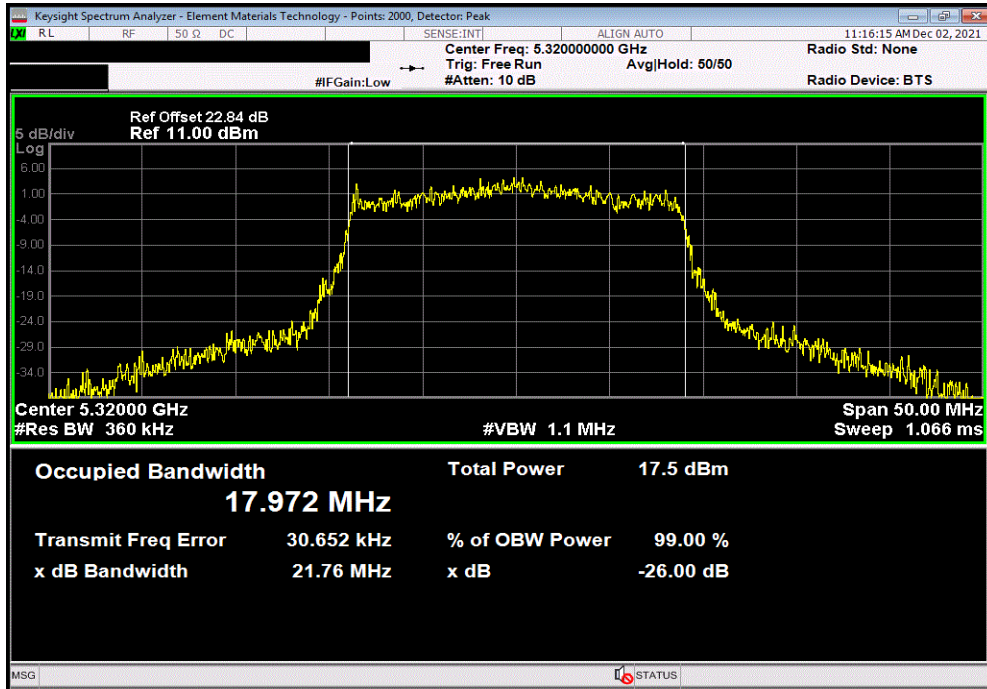 Keysight Spectrum Analyzer - Element Materials Technology - Points: 2000, Detector: Peak
LXI RL RF 50 Ω DC SENSE:INT ALIGN AUTO 11:16:15 AM Dec 02, 2021
Center Freq: 5.320000000 GHz Radio Std: None
Trig: Free Run Avg|Hold: 50/50
#IFGain:Low #Atten: 10 dB Radio Device: BTS
Ref Offset 22.84 dB
5 dB/div Ref 11.00 dBm
Log
6.00
1.00
-4.00
-9.00
-14.0
-19.0
-24.0
-29.0
-34.0
Center 5.32000 GHz Span 50.00 MHz
#Res BW 360 kHz #VBW 1.1 MHz Sweep 1.066 ms
Occupied Bandwidth Total Power 17.5 dBm
17.972 MHz
Transmit Freq Error 30.652 kHz % of OBW Power 99.00 %
x dB Bandwidth 21.76 MHz x dB -26.00 dB
MSG STATUS